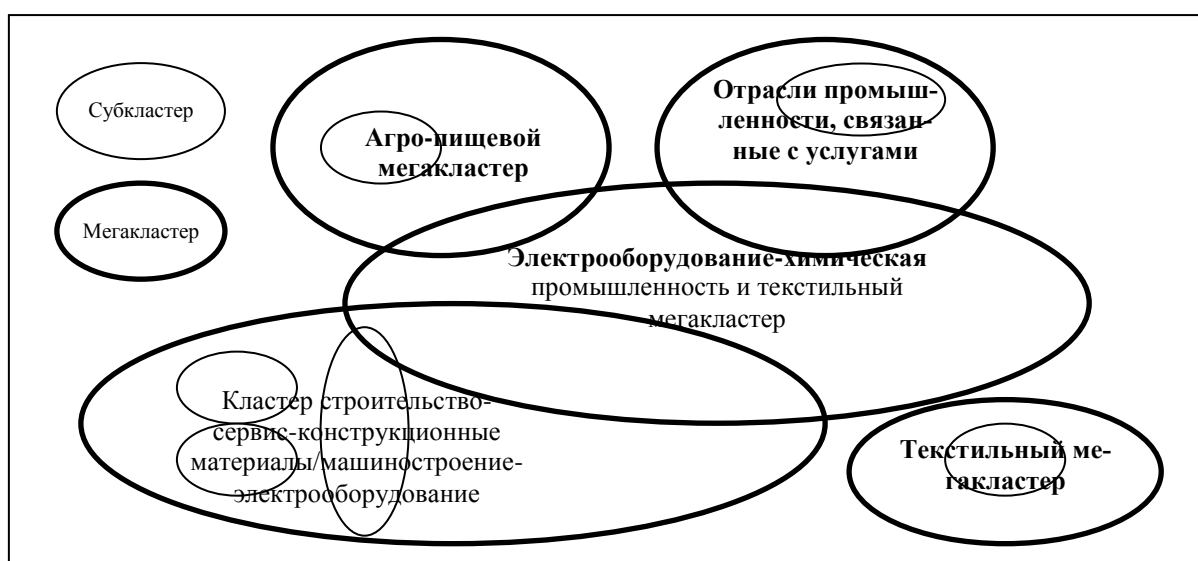 Субкластер
Мегакластер
Агро-пищевой
мегакластер
Отрасли промыш-
ленности, связан-
ные с услугами
Электрооборудование-химическая
промышленность и текстильный
мегакластер
Кластер строительство-
сервис-конструкционные
материалы/машиностроение-
электрооборудование
Текстильный ме-
гакластер